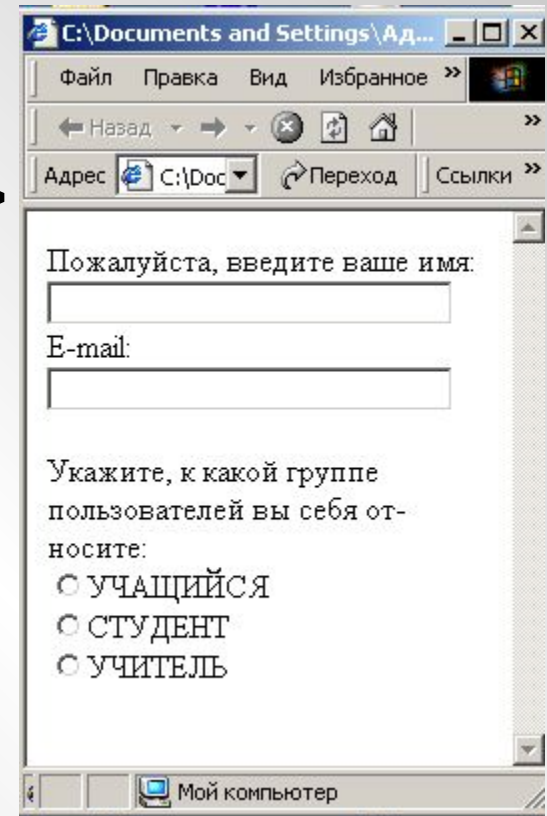 C:\Documents and Settings\Ад...
Файл Правка Вид Избранное »
Назад »
Адрес C:\Doc Переход Ссылки »
Пожалуйста, введите ваше имя:
E-mail:
Укажите, к какой группе
пользователей вы себя от-
носите:
УЧАЩИЙСЯ
СТУДЕНТ
УЧИТЕЛЬ
Мой компьютер